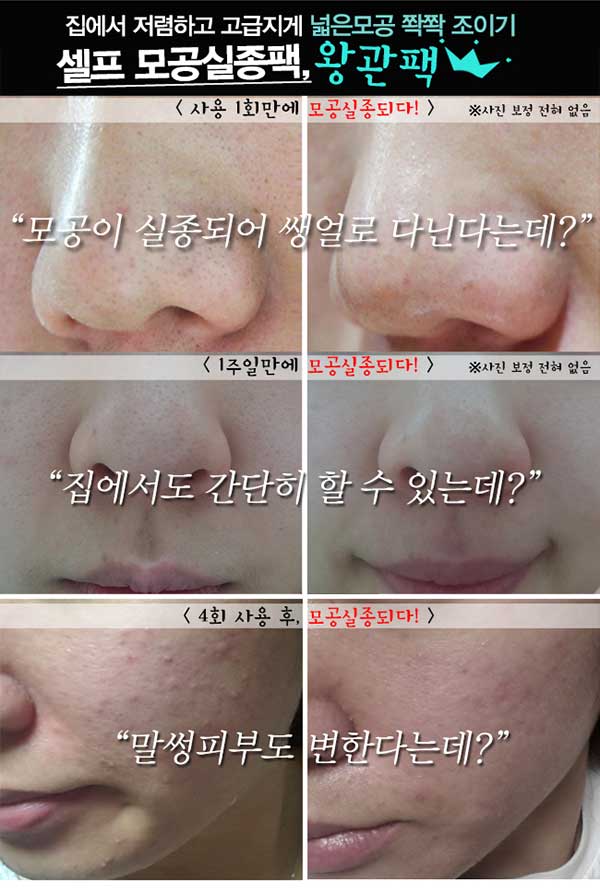 집에서 저렴하고 고급지게 넓은모공 쫙쫙 조이기
셀프 모공실종팩, 왕관팩
< 사용 1회만에 모공실종되다! > ※사진 보정 전혀 없음
“모공이 실종되어 쌩얼로 다닌다는데?”
< 1주일만에 모공실종되다! > ※사진 보정 전혀 없음
“집에서도 간단히 할 수 있는데?”
< 4회 사용 후, 모공실종되다! >
“말썽피부도 변한다는데?”